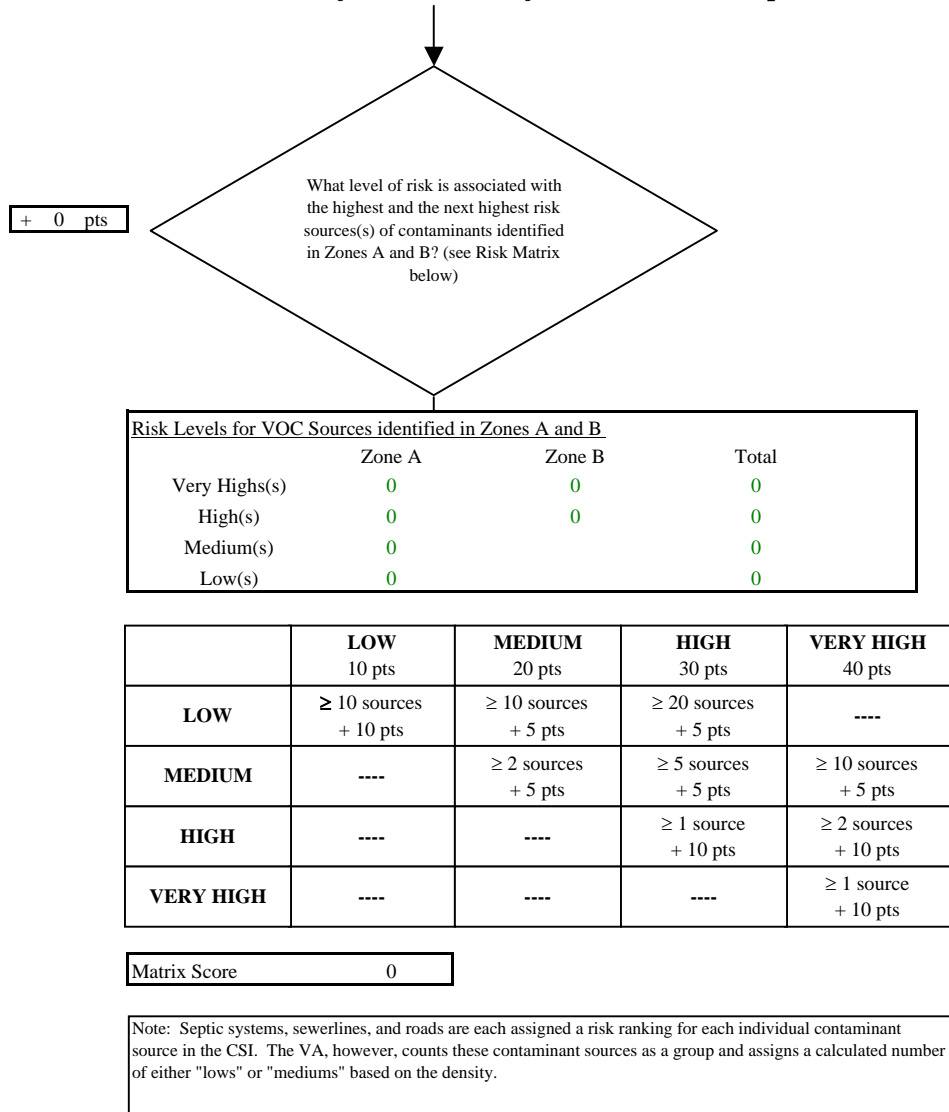 What level of risk is associated with
the highest and the next highest risk
sources(s) of contaminants identified
in Zones A and B? (see Risk Matrix
below)
+ 0 pts
Risk Levels for VOC Sources identified in Zones A and B
Zone A Zone B Total
Very Highs(s) 0 0 0
High(s) 0 0 0
Medium(s) 0 0
Low(s) 0 0
LOW MEDIUM HIGH VERY HIGH
10 pts 20 pts 30 pts 40 pts
LOW ≥ 10 sources ≥ 10 sources ≥ 20 sources ----
+ 10 pts + 5 pts + 5 pts
MEDIUM ---- ≥ 2 sources ≥ 5 sources ≥ 10 sources
+ 5 pts + 5 pts + 5 pts
HIGH ---- ---- ≥ 1 source ≥ 2 sources
+ 10 pts + 10 pts
VERY HIGH ---- ---- ---- ≥ 1 source
+ 10 pts
Matrix Score 0
Note: Septic systems, sewerlines, and roads are each assigned a risk ranking for each individual contaminant
source in the CSI. The VA, however, counts these contaminant sources as a group and assigns a calculated number
of either "lows" or "mediums" based on the density.